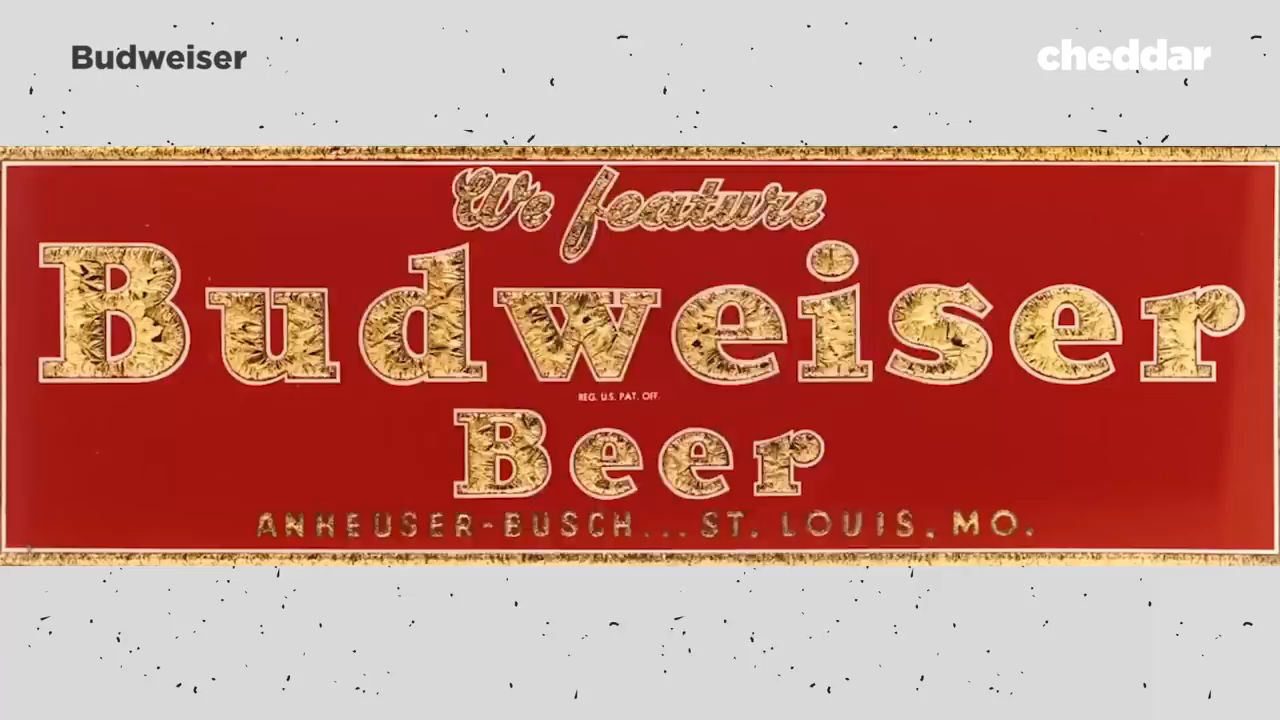 Budweiser
cheddar
We feature
Budweiser
REG. U.S. PAT. OFF.
Beer
ANHEUSER-BUSCH...ST. LOUIS, MO.